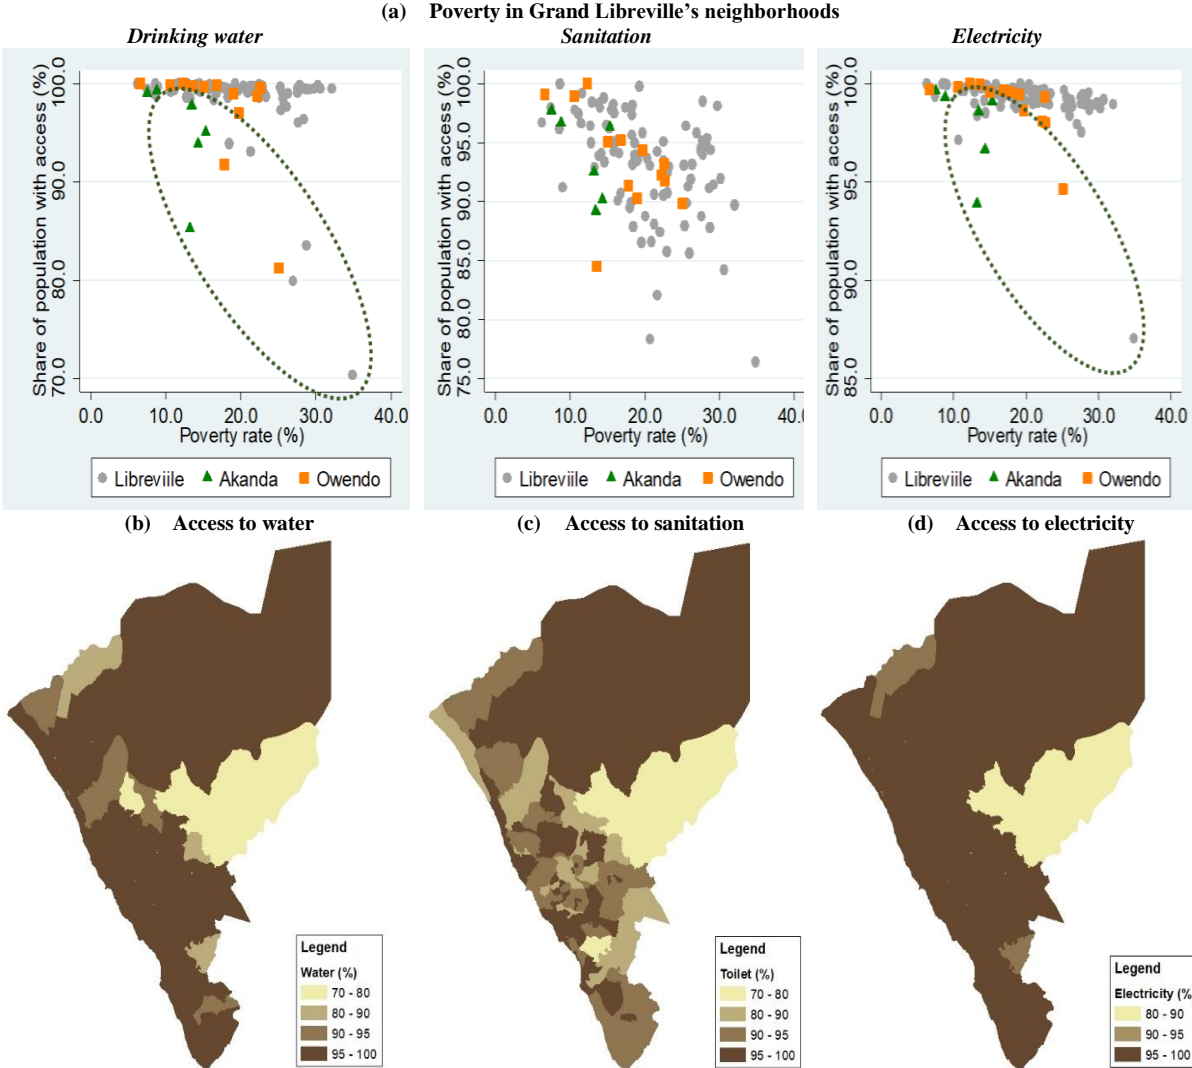 (a) Poverty in Grand Libreville’s neighborhoods
Drinking water
Sanitation
Electricity
Share of population with access (%)
100.0
90.0
80.0
70.0
0.0 10.0 20.0 30.0 40.0
Poverty rate (%)
Libreviile Akanda Owendo
Share of population with access (%)
100.0
95.0
90.0
85.0
80.0
75.0
0.0 10.0 20.0 30.0 40.0
Poverty rate (%)
Libreviile Akanda Owendo
Share of population with access (%)
100.0
95.0
90.0
85.0
0.0 10.0 20.0 30.0 40.0
Poverty rate (%)
Libreviile Akanda Owendo
(b) Access to water
(c) Access to sanitation
(d) Access to electricity
Legend
Water (%)
70 - 80
80 - 90
90 - 95
95 - 100
Legend
Toilet (%)
70 - 80
80 - 90
90 - 95
95 - 100
Legend
Electricity (%
80 - 90
90 - 95
95 - 100